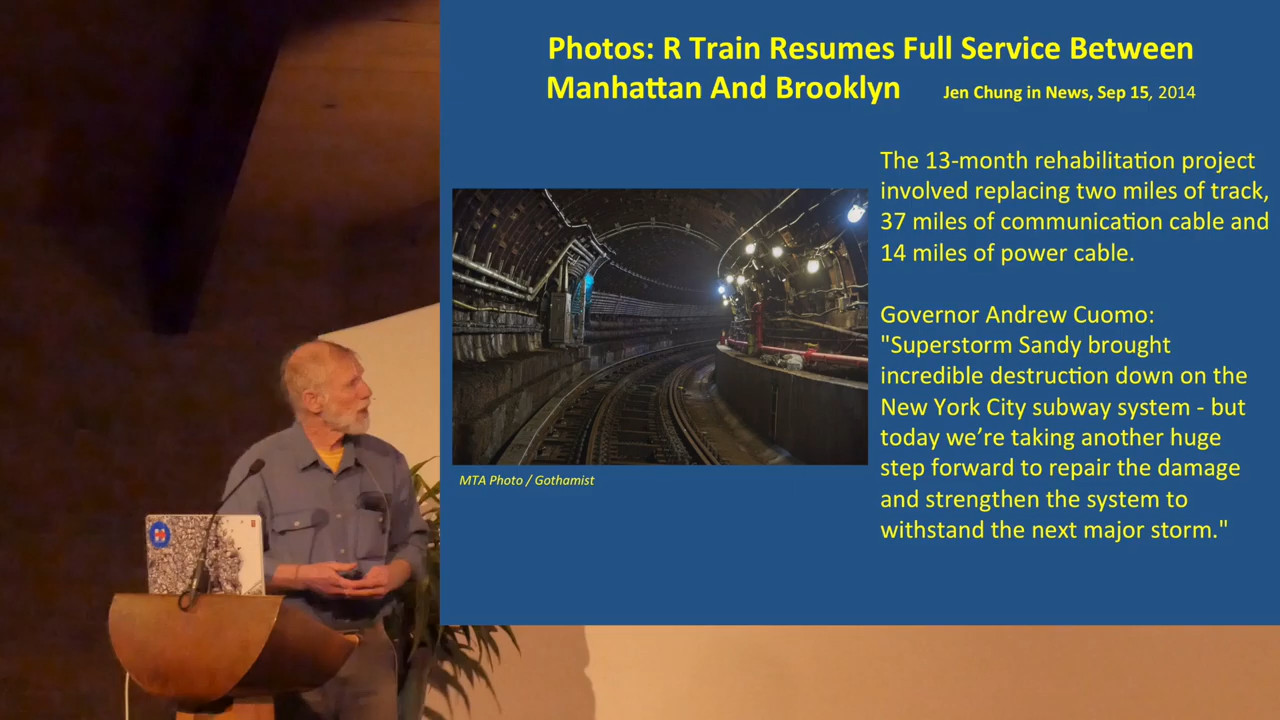 Photos: R Train Resumes Full Service Between
Manhattan And Brooklyn Jen Chung in News, Sep 15, 2014
The 13-month rehabilitation project
involved replacing two miles of track,
37 miles of communication cable and
14 miles of power cable.
Governor Andrew Cuomo:
"Superstorm Sandy brought
incredible destruction down on the
New York City subway system - but
today we’re taking another huge
step forward to repair the damage
and strengthen the system to
withstand the next major storm."
MTA Photo / Gothamist